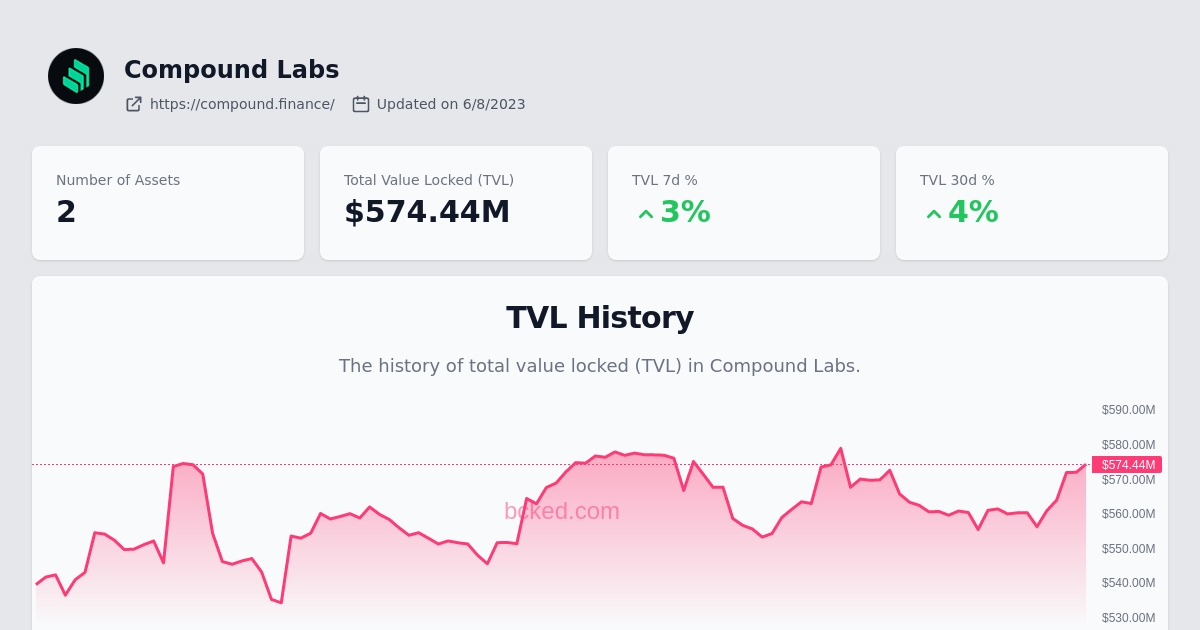 Compound Labs
https://compound.finance/ Updated on 6/8/2023
Number of Assets
2
Total Value Locked (TVL)
$574.44M
TVL 7d %
3%
TVL 30d %
4%
TVL History
The history of total value locked (TVL) in Compound Labs.
$590.00M
$580.00M
$574.44M
$570.00M
$560.00M
$550.00M
$540.00M
$530.00M
bcked.com